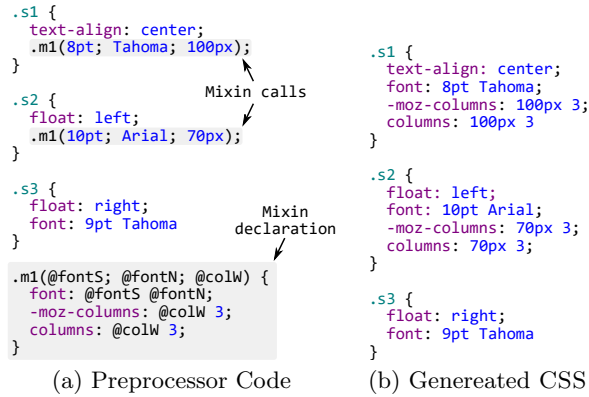 .s1 {
text-align: center;
.m1(8pt; Tahoma; 100px);
}
Mixin calls
.s2 {
float: left;
.m1(10pt; Arial; 70px);
}
.s3 {
float: right;
font: 9pt Tahoma
}
Mixin
declaration
.m1(@fontS; @fontN; @colW) {
font: @fontS @fontN;
-moz-columns: @colW 3;
columns: @colW 3;
}
(a) Preprocessor Code
.s1 {
text-align: center;
font: 8pt Tahoma;
-moz-columns: 100px 3;
columns: 100px 3
}
.s2 {
float: left;
font: 10pt Arial;
-moz-columns: 70px 3;
columns: 70px 3;
}
.s3 {
float: right;
font: 9pt Tahoma
}
(b) Genereated CSS